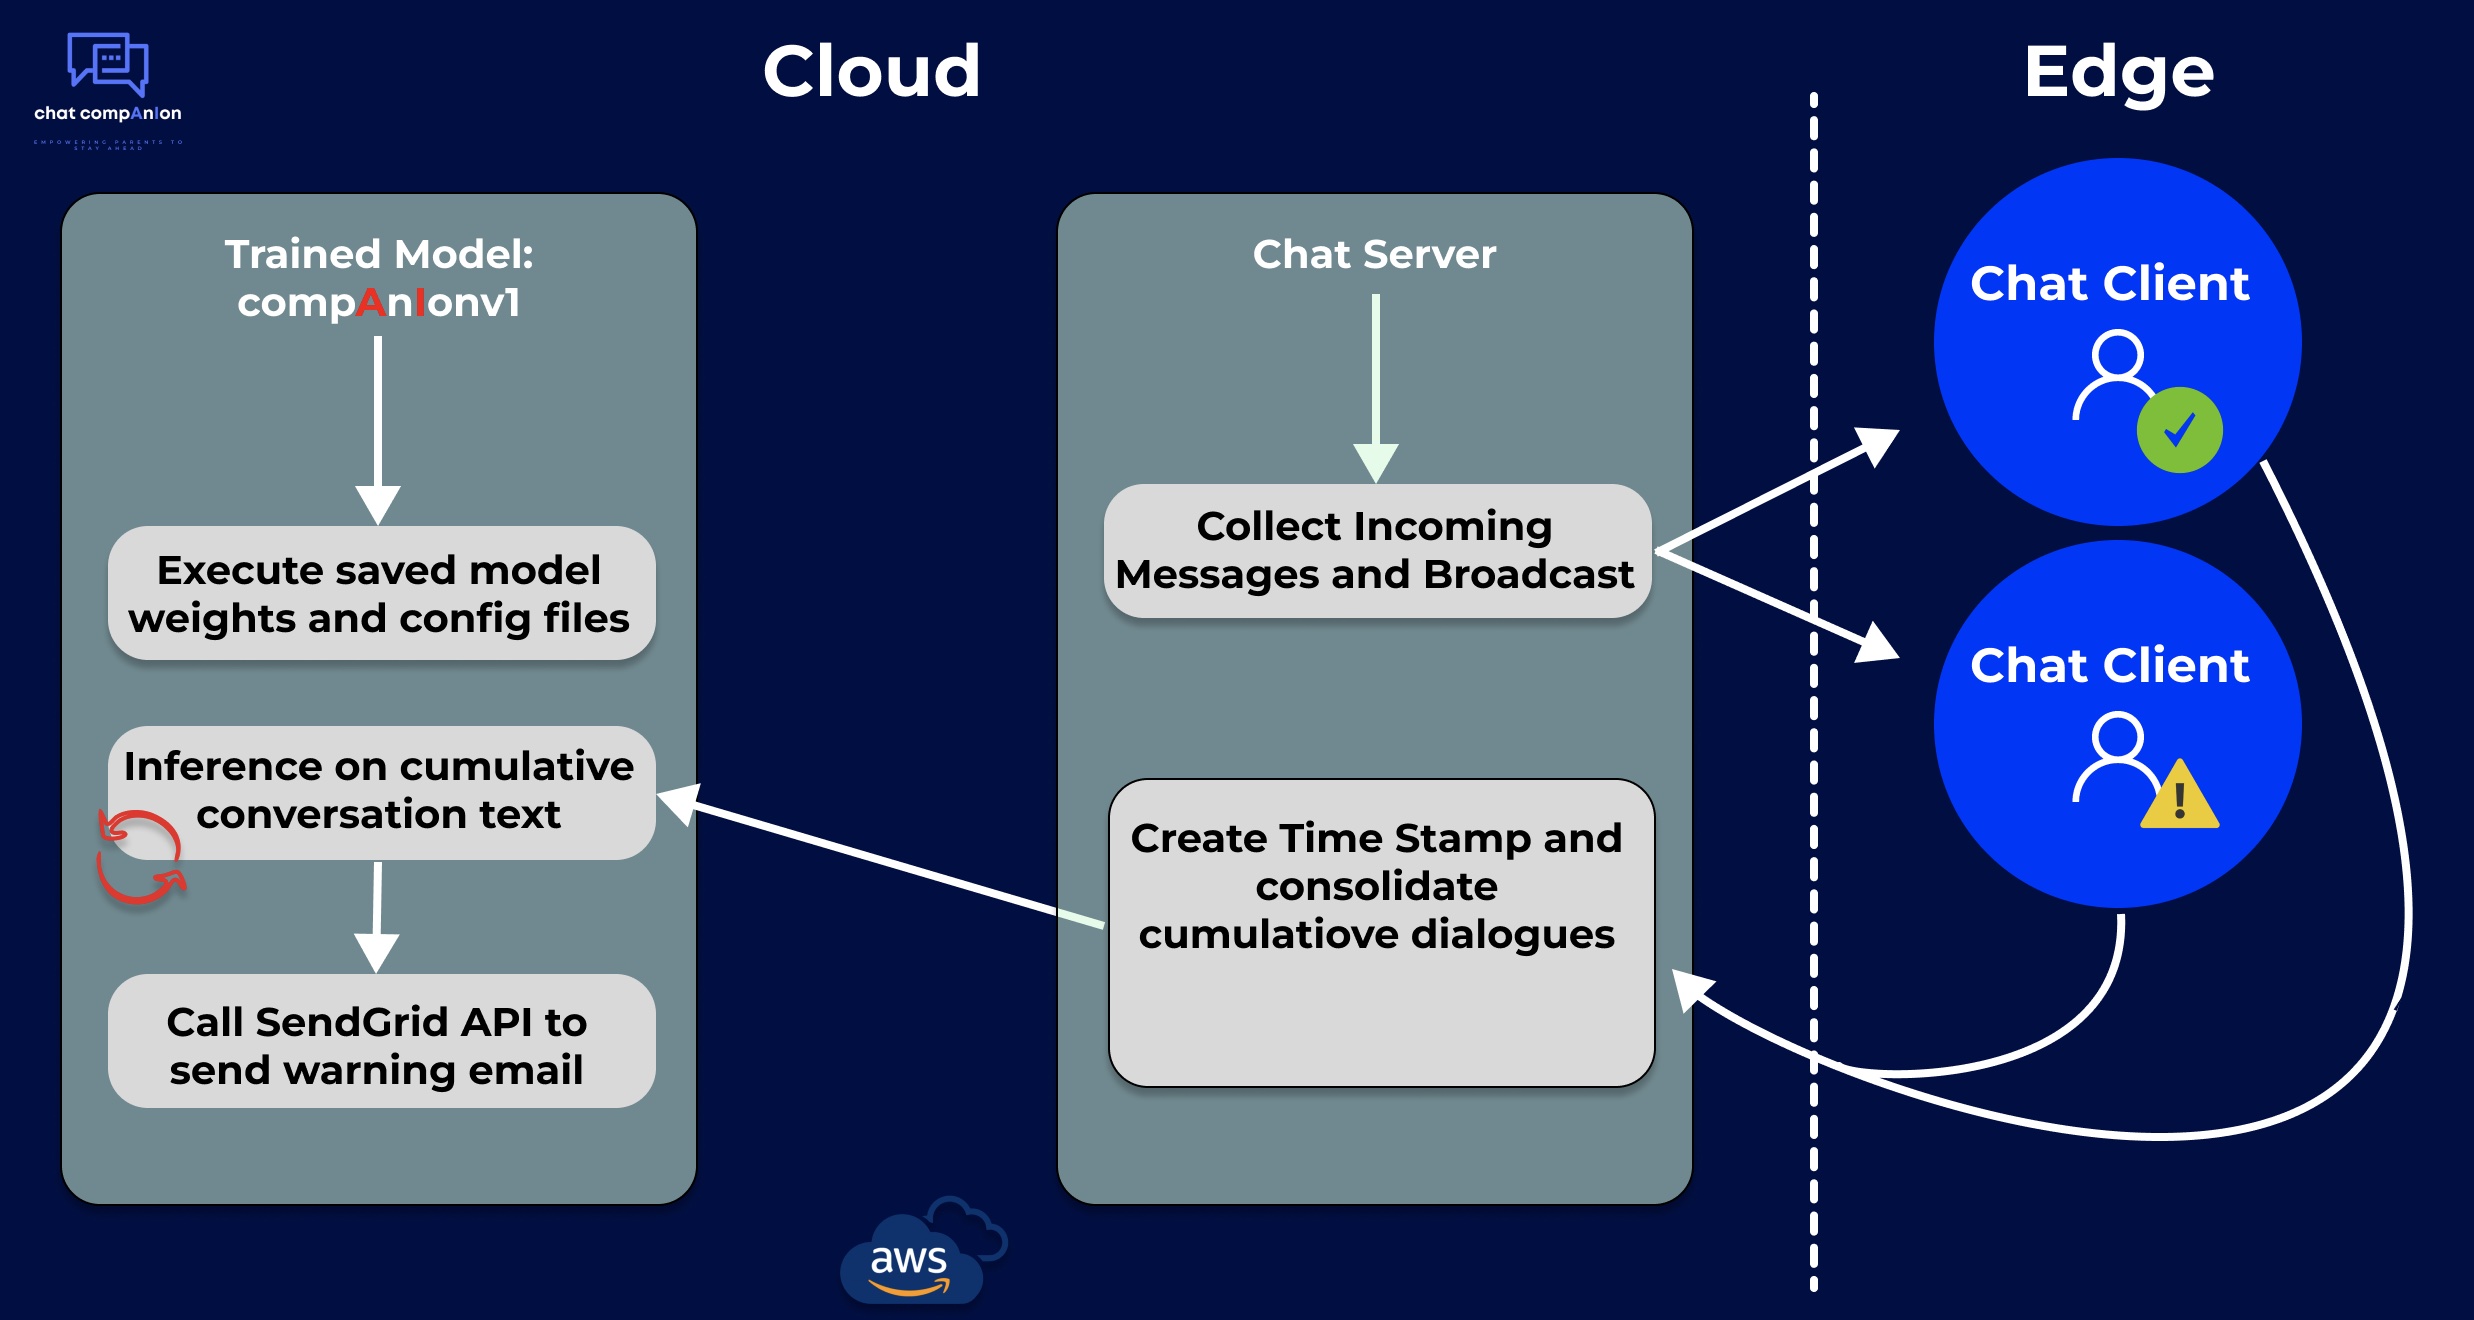 chat compAnIon
EMPOWERING PARENTS TO
STAY AHEAD
Cloud
Edge
Trained Model:
compAnIonv1
Execute saved model
weights and config files
Inference on cumulative
conversation text
Call SendGrid API to
send warning email
Chat Server
Collect Incoming
Messages and Broadcast
Create Time Stamp and
consolidate
cumulatiove dialogues
Chat Client
Chat Client
!
aws